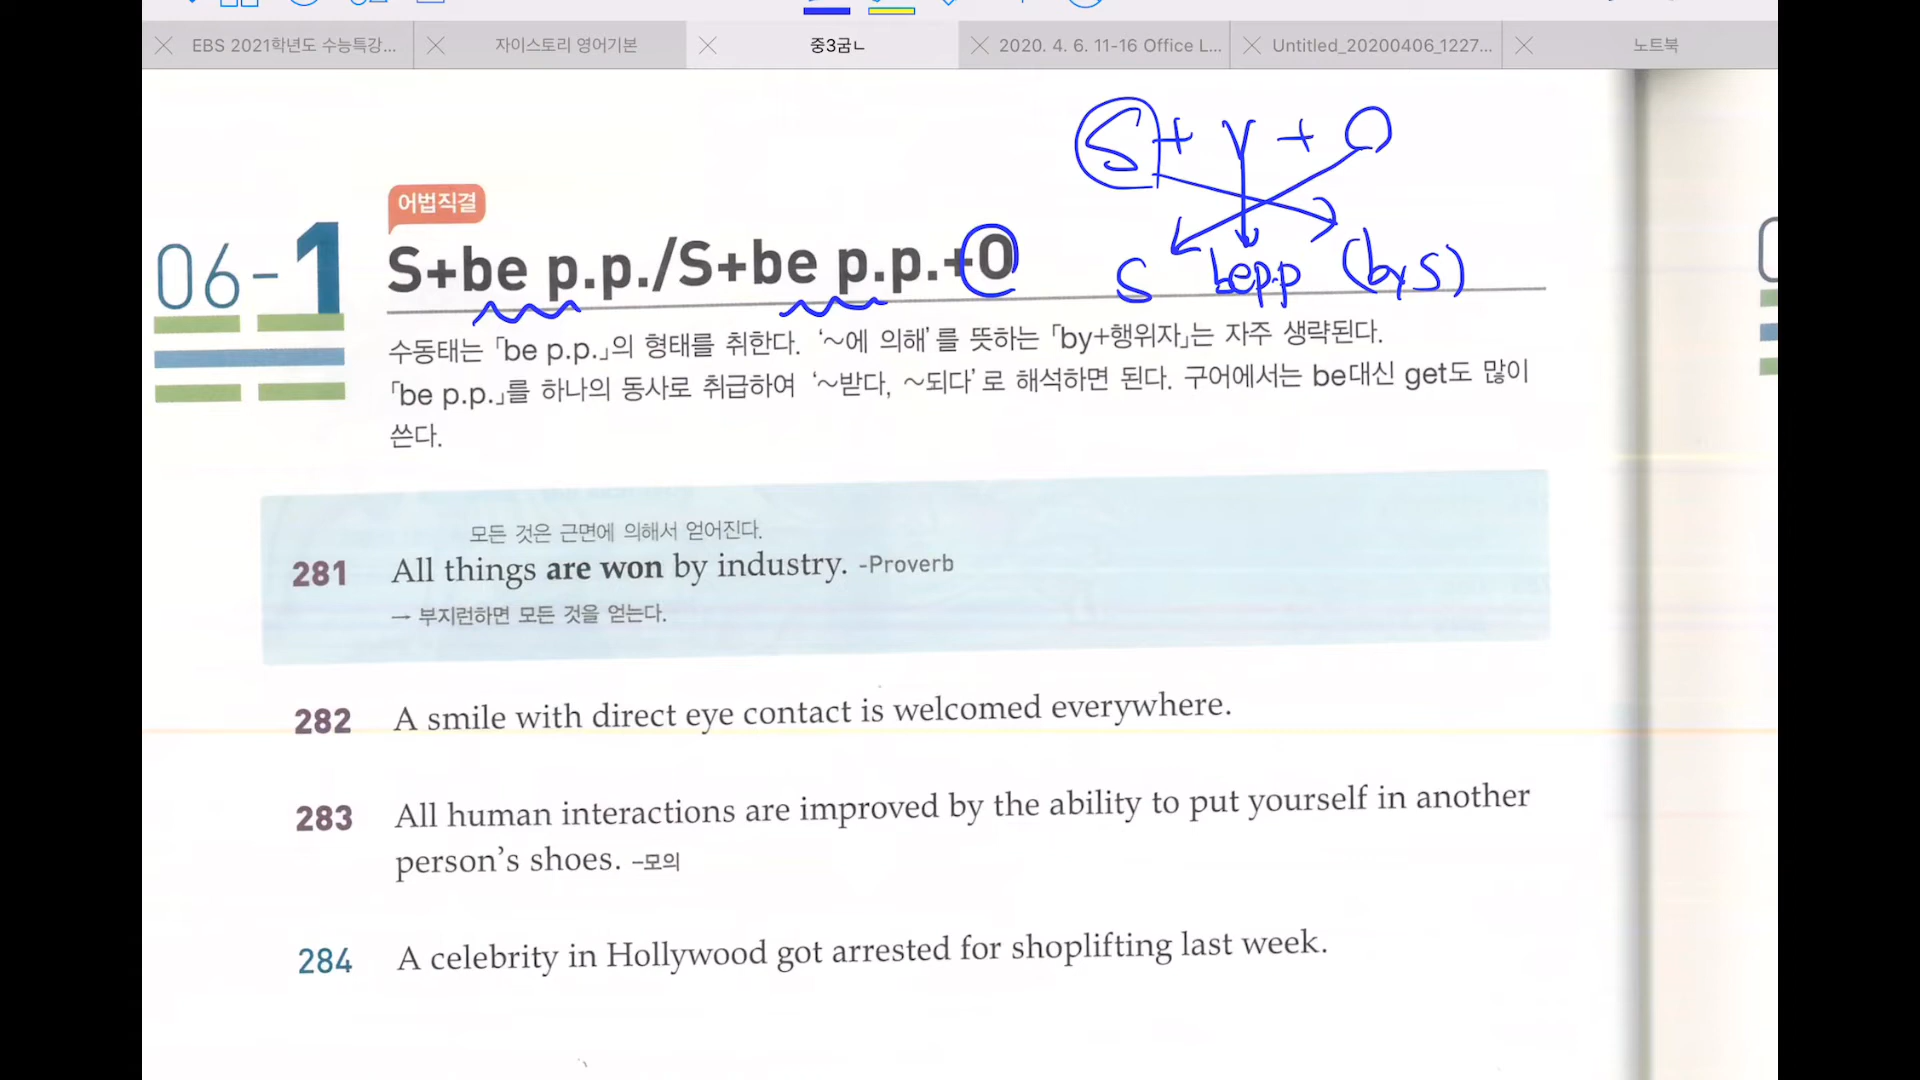 EBS 2021학년도 수능특강...
자이스토리 영어기본
중3굼ㄴ
2020. 4. 6. 11-16 Office L...
Untitled_20200406_1227...
노트북
S + V + O
S be p.p (by S)
어법직결
06-1 S+be p.p./S+be p.p.+O
수동태는 「be p.p.」의 형태를 취한다. ‘~에 의해’를 뜻하는 「by+행위자」는 자주 생략된다.
「be p.p.」를 하나의 동사로 취급하여 ‘~받다, ~되다’로 해석하면 된다. 구어에서는 be대신 get도 많이
쓴다.
모든 것은 근면에 의해서 얻어진다.
281 All things are won by industry. -Proverb
→ 부지런하면 모든 것을 얻는다.
282 A smile with direct eye contact is welcomed everywhere.
283 All human interactions are improved by the ability to put yourself in another
person’s shoes. -모의
284 A celebrity in Hollywood got arrested for shoplifting last week.